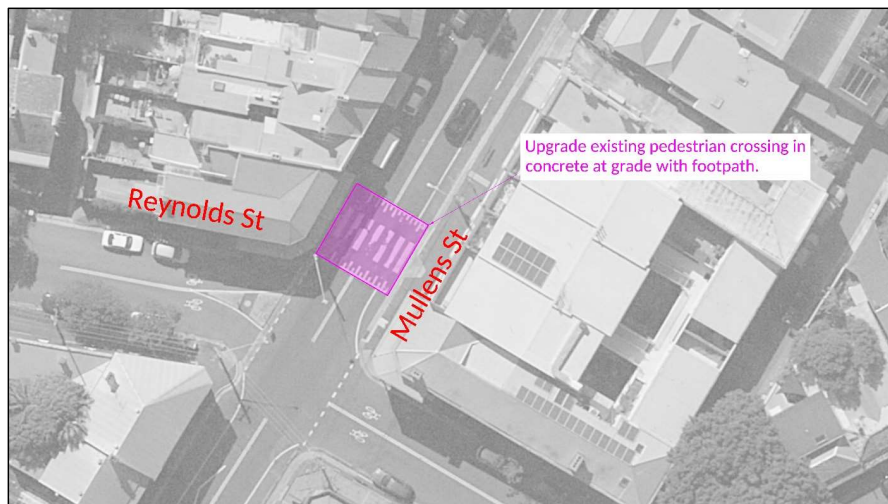 Upgrade existing pedestrian crossing in
concrete at grade with footpath.
Reynolds St
Mullens St